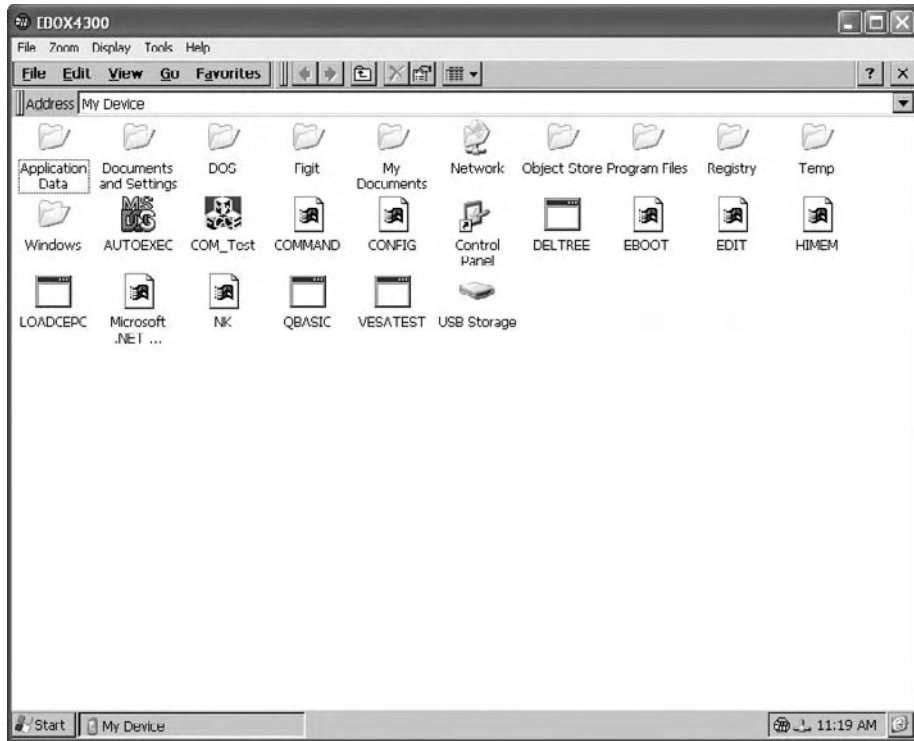 EBOX4300
File Zoom Display Tools Help
File Edit View Go Favorites ? ×
Address My Device
Application Data
Documents and Settings
DOS
Figit
My Documents
Network
Object Store
Program Files
Registry
Temp
Windows
MS DOS
AUTOEXEC
COM_Test
COMMAND
CONFIG
Control Panel
DELTREE
EBOOT
EDIT
HIMEM
LOADCEPC
Microsoft .NET ...
NK
QBASIC
VESATEST
USB Storage
Start My Device 11:19 AM